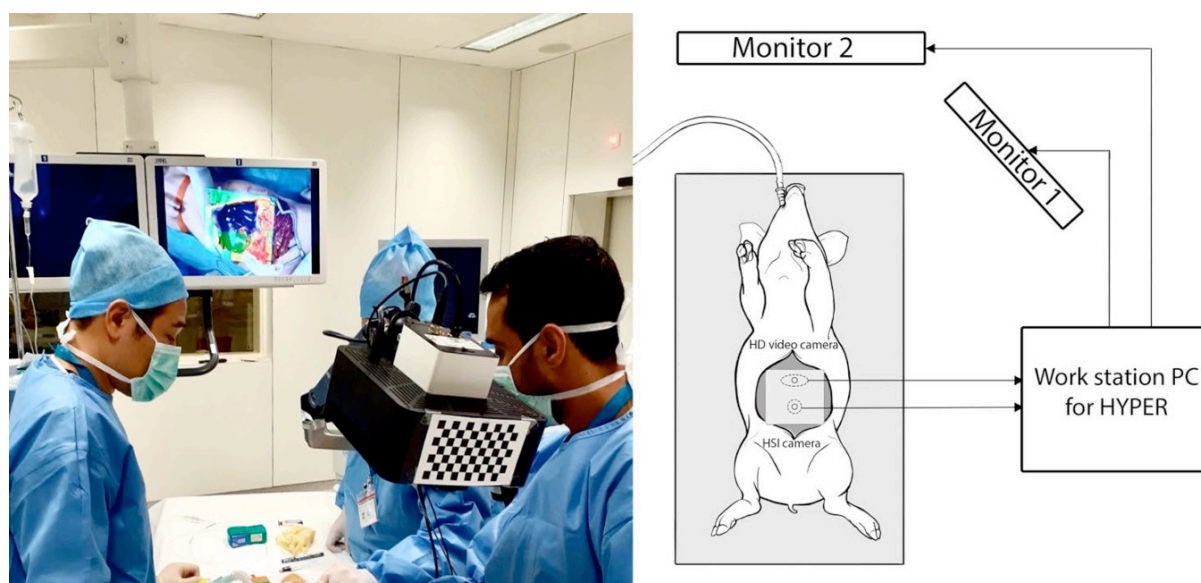 Monitor 2
Monitor 1
HD video camera
HSI camera
Work station PC
for HYPER